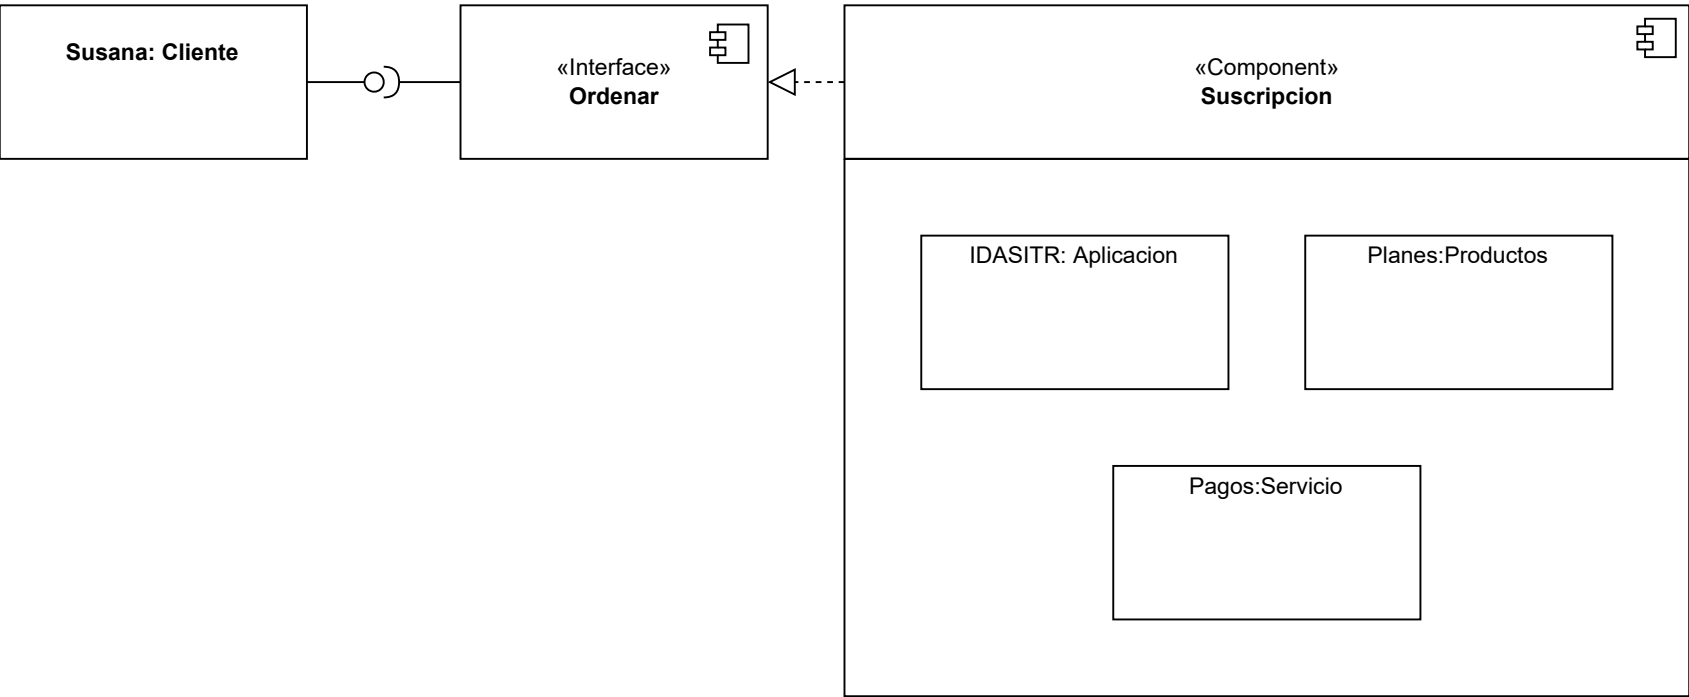 Susana: Cliente
«Interface»
Ordenar
«Component»
Suscripcion
IDASITR: Aplicacion
Planes:Productos
Pagos:Servicio